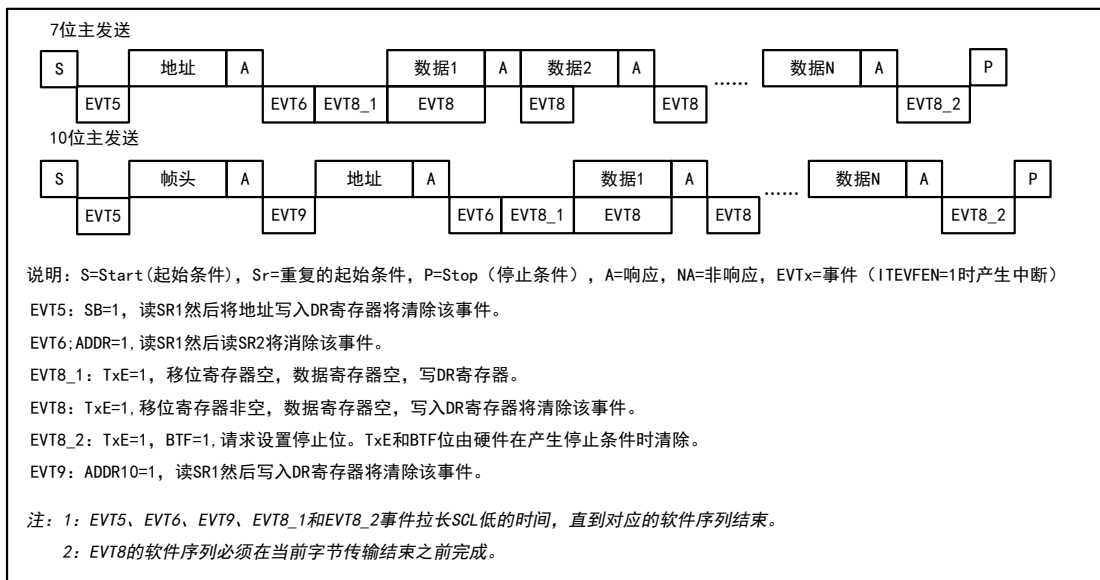 7位主发送
S 地址 A 数据1 A 数据2 A …… 数据N A P
EVT5 EVT6 EVT8_1 EVT8 EVT8 EVT8 EVT8_2
10位主发送
S 帧头 A 地址 A 数据1 A …… 数据N A P
EVT5 EVT9 EVT6 EVT8_1 EVT8 EVT8 EVT8_2
说明：S=Start(起始条件)，Sr=重复的起始条件，P=Stop（停止条件），A=响应，NA=非响应，EVTx=事件（ITEVFEN=1时产生中断）
EVT5：SB=1，读SR1然后将地址写入DR寄存器将清除该事件。
EVT6;ADDR=1,读SR1然后读SR2将消除该事件。
EVT8_1：TxE=1，移位寄存器空，数据寄存器空，写DR寄存器。
EVT8：TxE=1,移位寄存器非空，数据寄存器空，写入DR寄存器将清除该事件。
EVT8_2：TxE=1，BTF=1,请求设置停止位。TxE和BTF位由硬件在产生停止条件时清除。
EVT9：ADDR10=1，读SR1然后写入DR寄存器将清除该事件。
注：1：EVT5、EVT6、EVT9、EVT8_1和EVT8_2事件拉长SCL低的时间，直到对应的软件序列结束。
2：EVT8的软件序列必须在当前字节传输结束之前完成。